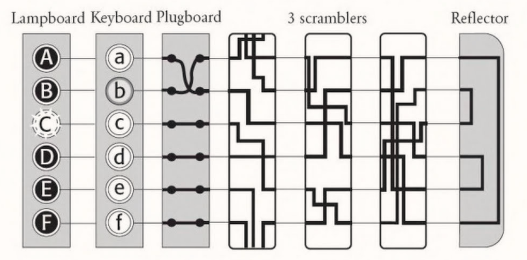 Lampboard Keyboard Plugboard 3 scramblers Reflector
A a
B b
C c
D d
E e
F f